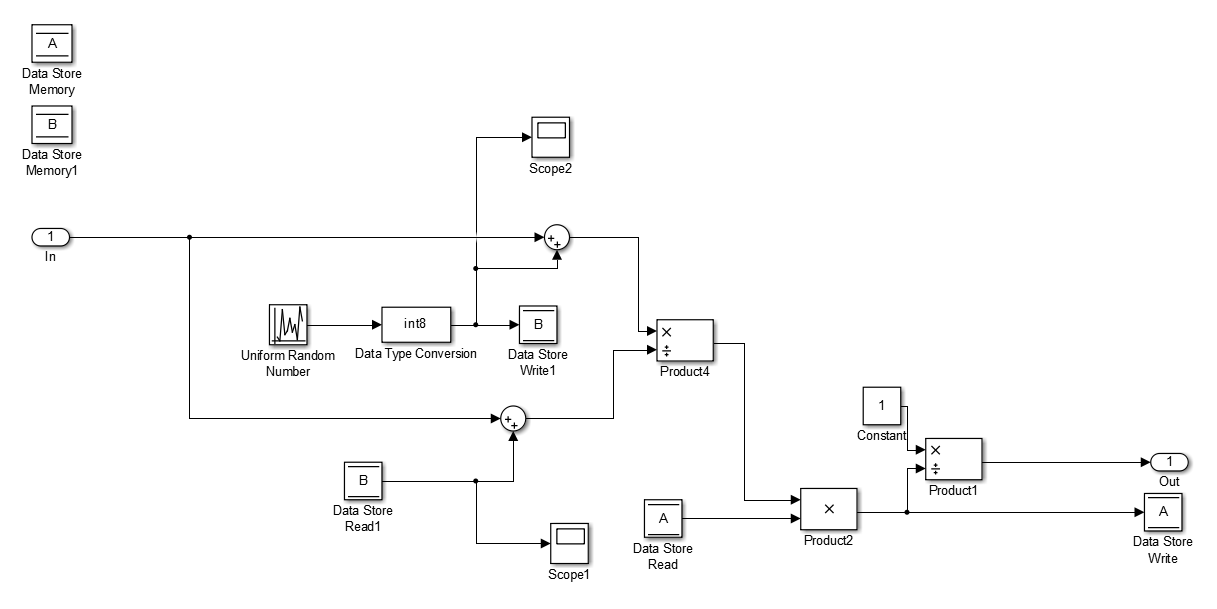 A
Data Store
Memory
B
Data Store
Memory1
Scope2
1
In
+
+
Uniform Random
Number
int8
Data Type Conversion
B
Data Store
Write1
×
÷
Product4
+
+
B
Data Store
Read1
Scope1
1
Constant
×
÷
Product1
1
Out
A
Data Store
Read
×
Product2
A
Data Store
Write